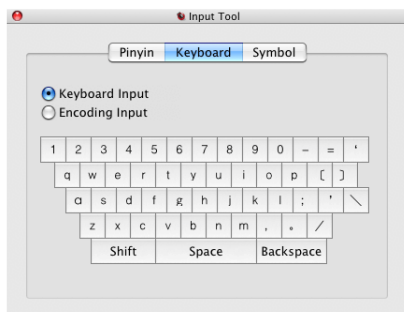 Input Tool
Pinyin Keyboard Symbol
Keyboard Input
Encoding Input
1 2 3 4 5 6 7 8 9 0 – = ‘
q w e r t y u i o p [ ]
a s d f g h j k l ; ' \
z x c v b n m , 。 /
Shift Space Backspace